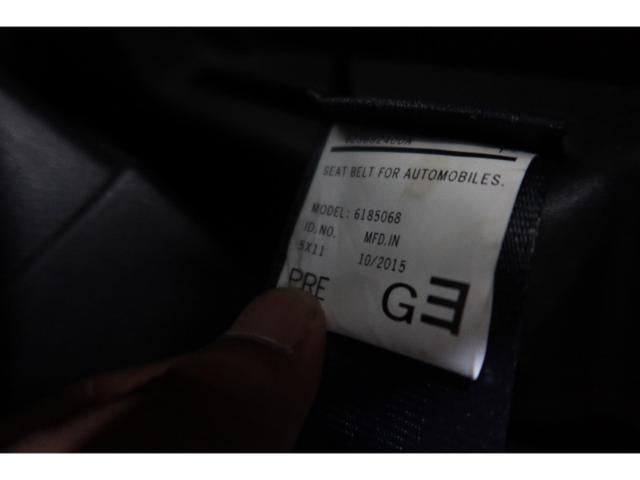 SEAT BELT FOR AUTOMOBILES.
MODEL: 6185068
ID.NO. MFD.IN
5X11 10/2015
PRE